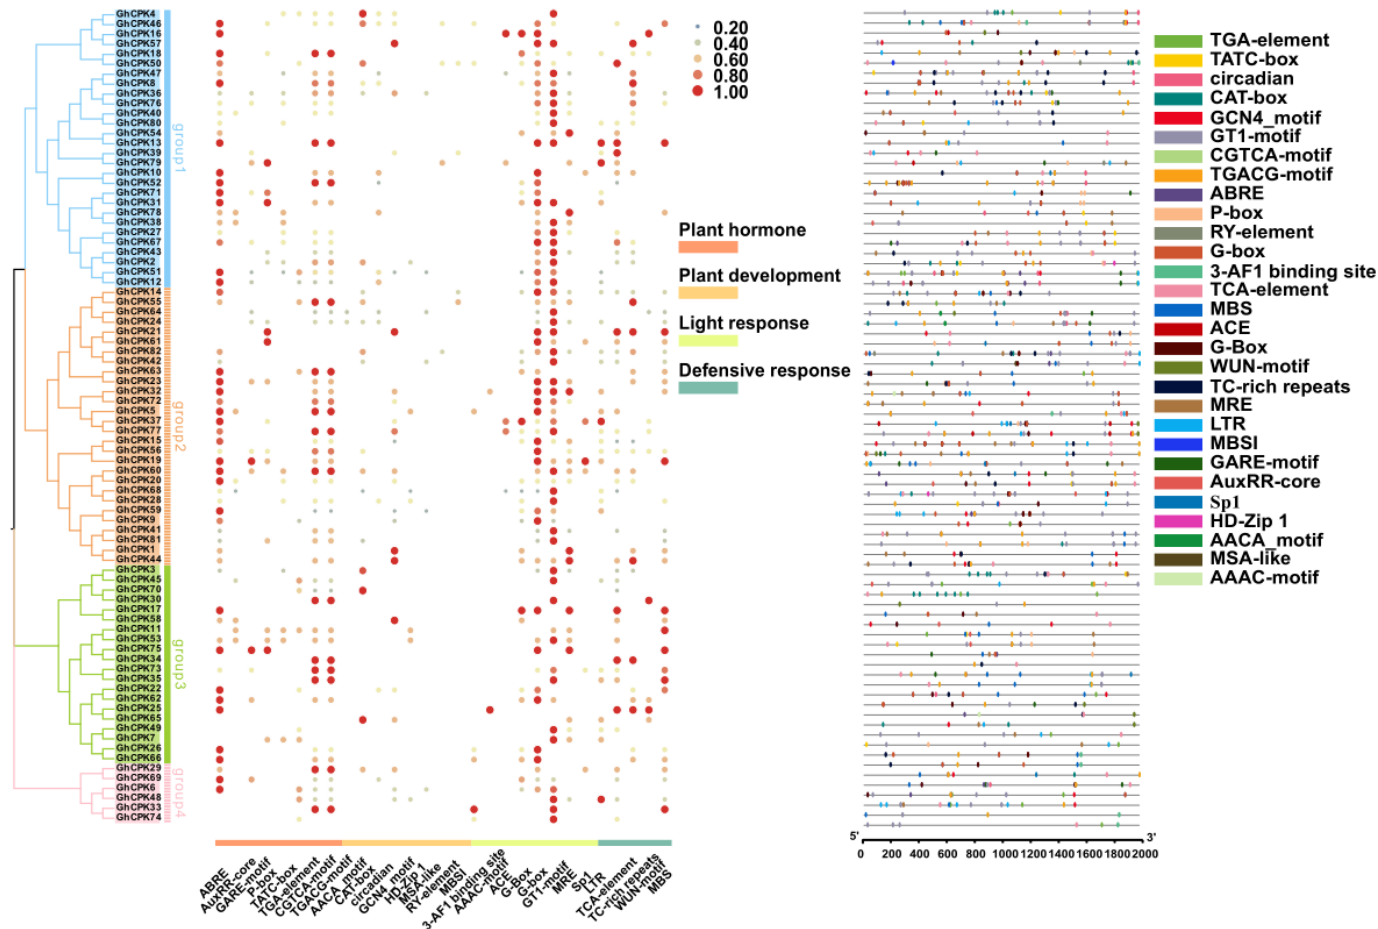 GhCPK4
GhCPK46
GhCPK16
GhCPK57
GhCPK18
GhCPK50
GhCPK47
GhCPK8
GhCPK36
GhCPK76
GhCPK40
GhCPK80
GhCPK54
GhCPK13
GhCPK39
GhCPK79
GhCPK10
GhCPK52
GhCPK71
GhCPK31
GhCPK78
GhCPK38
GhCPK27
GhCPK67
GhCPK43
GhCPK2
GhCPK51
GhCPK12
GhCPK14
GhCPK55
GhCPK64
GhCPK24
GhCPK21
GhCPK61
GhCPK82
GhCPK42
GhCPK63
GhCPK23
GhCPK32
GhCPK72
GhCPK5
GhCPK37
GhCPK77
GhCPK15
GhCPK56
GhCPK19
GhCPK60
GhCPK20
GhCPK68
GhCPK28
GhCPK59
GhCPK9
GhCPK41
GhCPK81
GhCPK1
GhCPK44
GhCPK3
GhCPK45
GhCPK70
GhCPK30
GhCPK17
GhCPK58
GhCPK11
GhCPK53
GhCPK75
GhCPK34
GhCPK73
GhCPK35
GhCPK22
GhCPK62
GhCPK25
GhCPK65
GhCPK49
GhCPK7
GhCPK26
GhCPK66
GhCPK29
GhCPK69
GhCPK6
GhCPK48
GhCPK33
GhCPK74
group1
group2
group3
group4
0.20
0.40
0.60
0.80
1.00
Plant hormone
Plant development
Light response
Defensive response
ABRE
AuxRR-core
GARE-motif
P-box
TATC-box
TGA-element
CGTCA-motif
TGACG-motif
AACA_motif
CAT-box
circadian
GCN4_motif
HD-Zip 1
MSA-like
RY-element
MBSI
3-AF1 binding site
AAAC-motif
ACE
G-Box
G-box
GT1-motif
MRE
Sp1
LTR
TCA-element
TC-rich repeats
WUN-motif
MBS
5'
3'
0 200 400 600 800 1000 1200 1400 1600 1800 2000
TGA-element
TATC-box
circadian
CAT-box
GCN4_motif
GT1-motif
CGTCA-motif
TGACG-motif
ABRE
P-box
RY-element
G-box
3-AF1 binding site
TCA-element
MBS
ACE
G-Box
WUN-motif
TC-rich repeats
MRE
LTR
MBSI
GARE-motif
AuxRR-core
Sp1
HD-Zip 1
AACA_motif
MSA-like
AAAC-motif